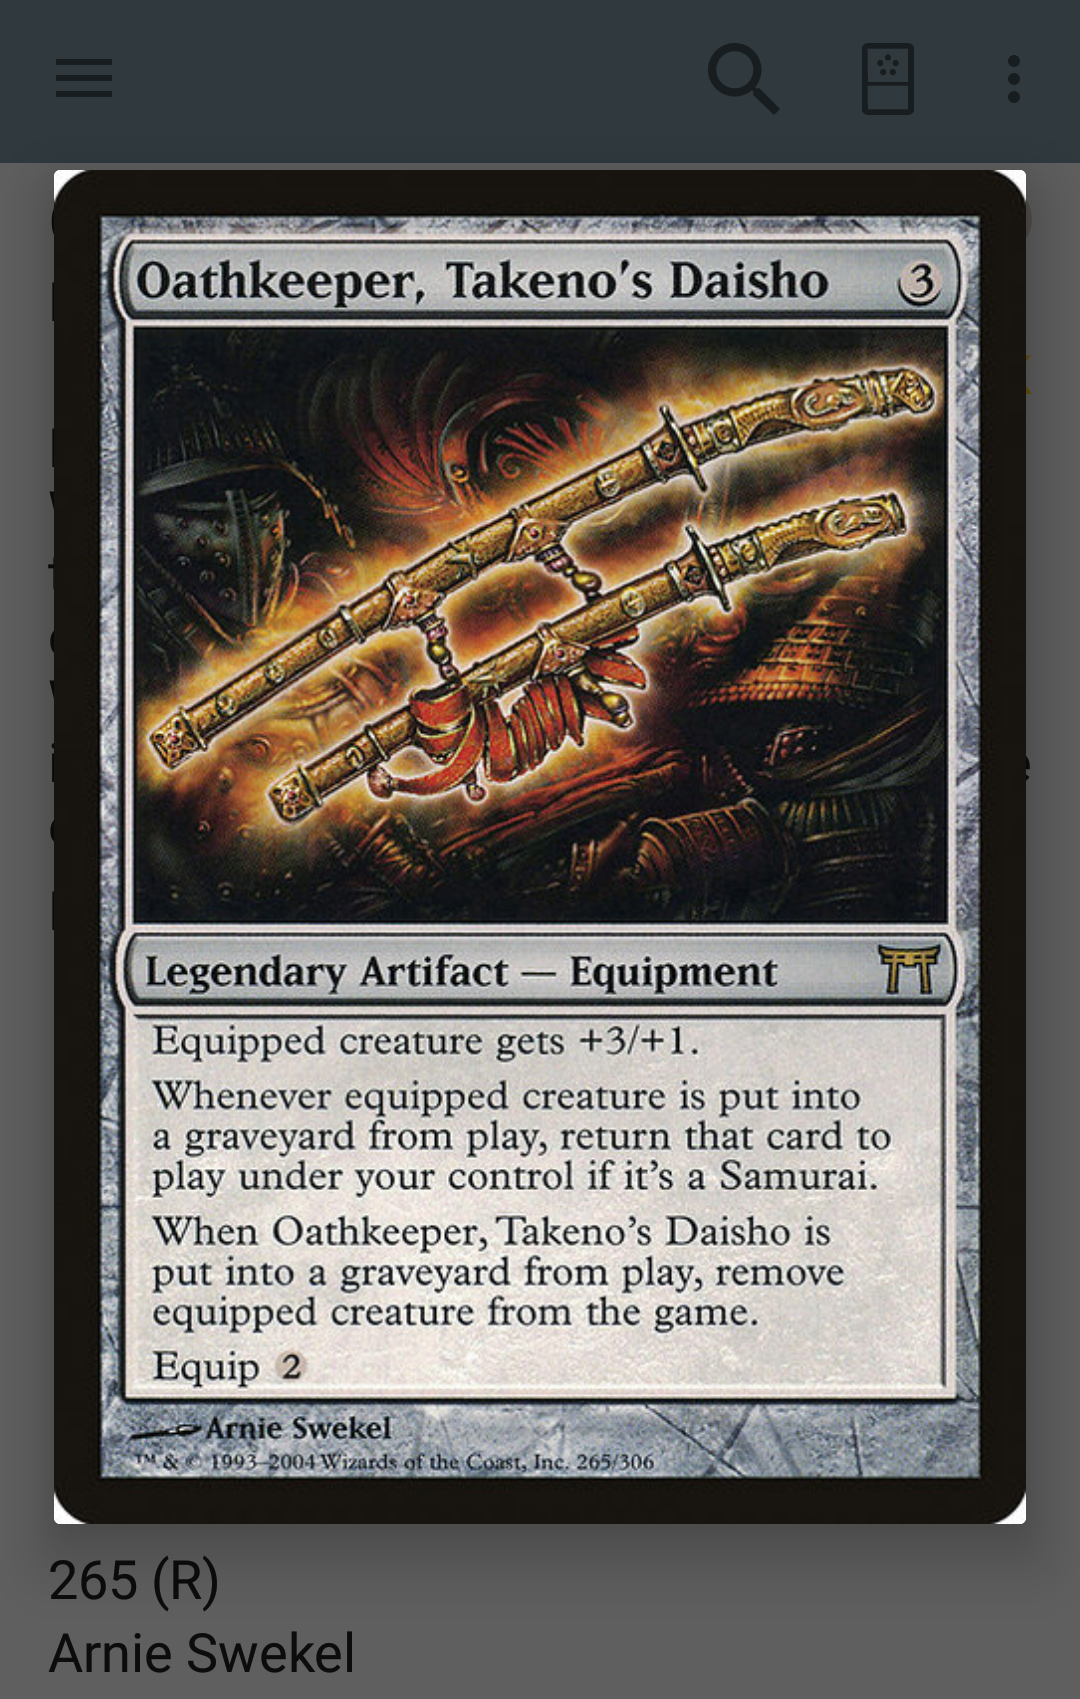 Oathkeeper, Takeno's Daisho 3
Legendary Artifact — Equipment
Equipped creature gets +3/+1.
Whenever equipped creature is put into
a graveyard from play, return that card to
play under your control if it's a Samurai.
When Oathkeeper, Takeno's Daisho is
put into a graveyard from play, remove
equipped creature from the game.
Equip 2
Arnie Swekel
™ & © 1993–2004 Wizards of the Coast, Inc. 265/306
265 (R)
Arnie Swekel